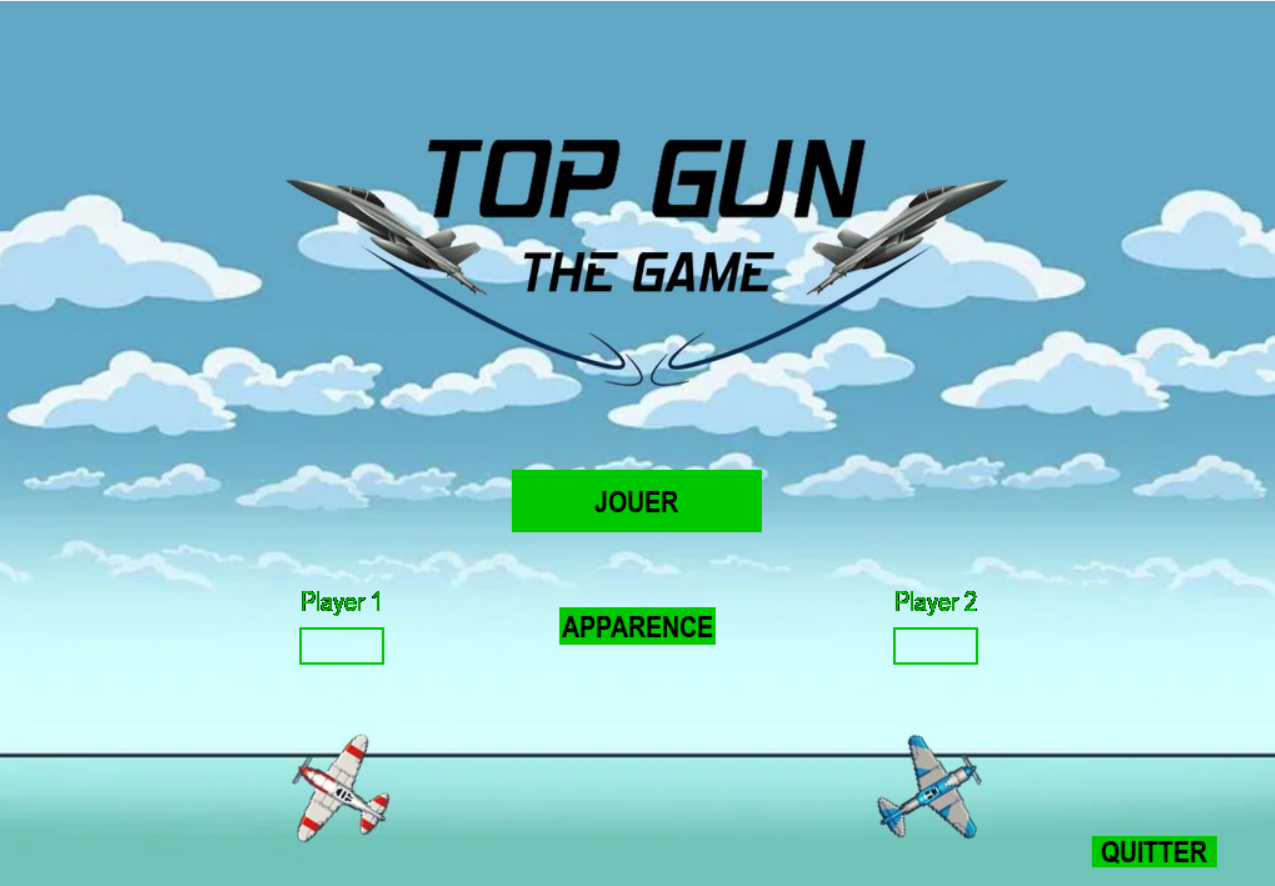 TOP GUN
THE GAME
JOUER
Player 1
Player 2
APPARENCE
QUITTER